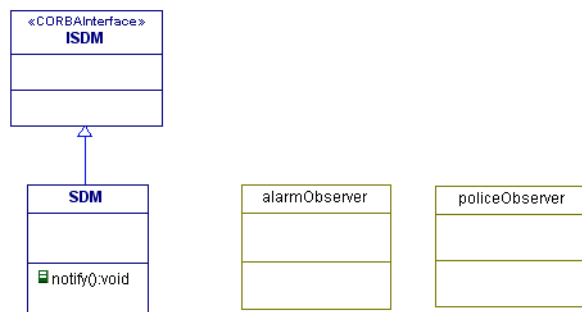 «CORBAInterface»
ISDM
SDM
alarmObserver
policeObserver
notify():void